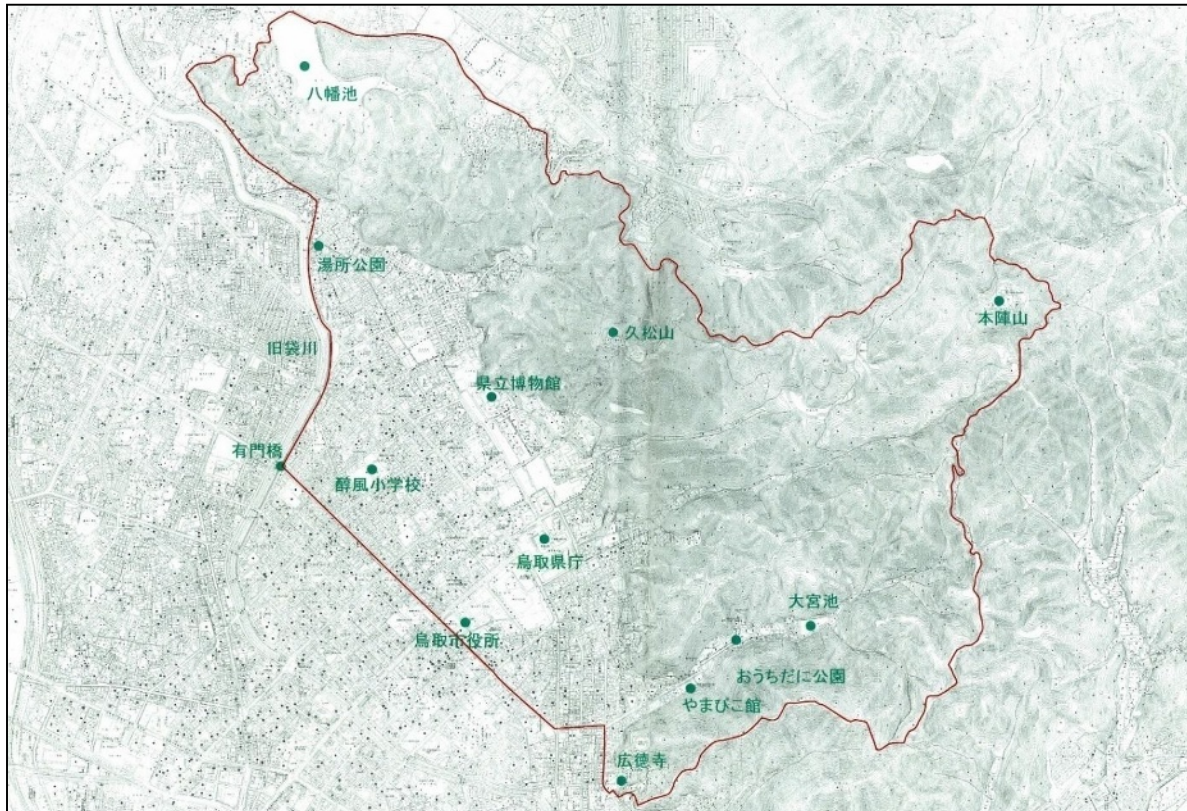 八幡池
湯所公園
本陣山
久松山
旧袋川
県立博物館
有門橋
醇風小学校
鳥取県庁
大宮池
鳥取市役所
おうちだに公園
やまびこ館
広徳寺